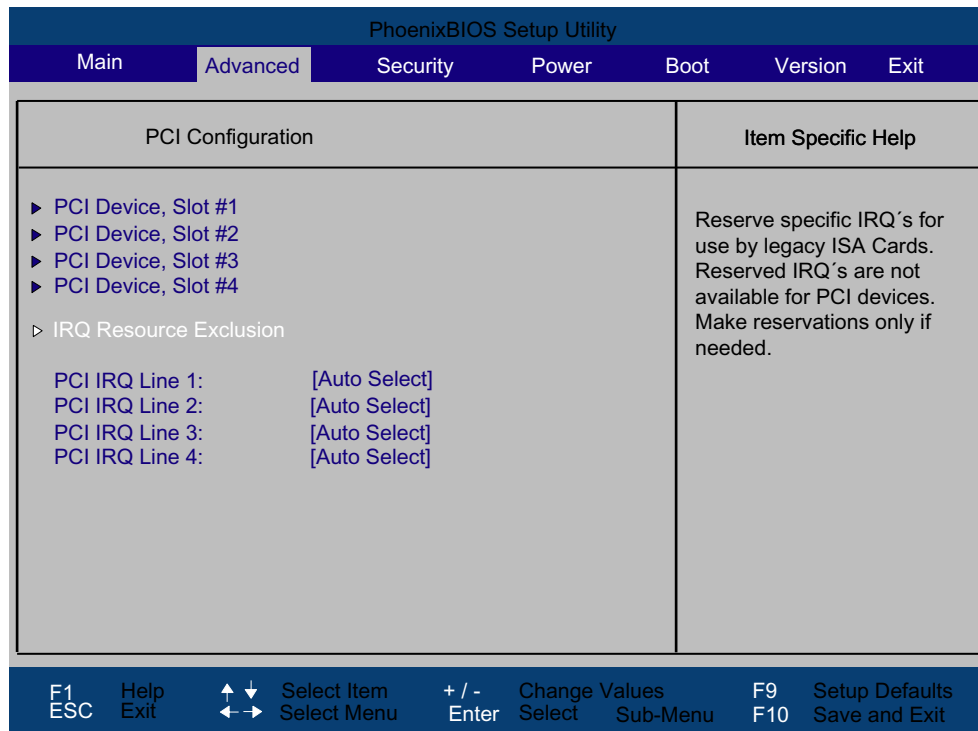 PhoenixBIOS Setup Utility
Main Advanced Security Power Boot Version Exit
PCI Configuration
Item Specific Help
PCI Device, Slot #1
PCI Device, Slot #2
PCI Device, Slot #3
PCI Device, Slot #4
IRQ Resource Exclusion
PCI IRQ Line 1: [Auto Select]
PCI IRQ Line 2: [Auto Select]
PCI IRQ Line 3: [Auto Select]
PCI IRQ Line 4: [Auto Select]
Reserve specific IRQ´s for
use by legacy ISA Cards.
Reserved IRQ´s are not
available for PCI devices.
Make reservations only if
needed.
F1 Help Select Item + / - Change Values F9 Setup Defaults
ESC Exit Select Menu Enter Select Sub-Menu F10 Save and Exit